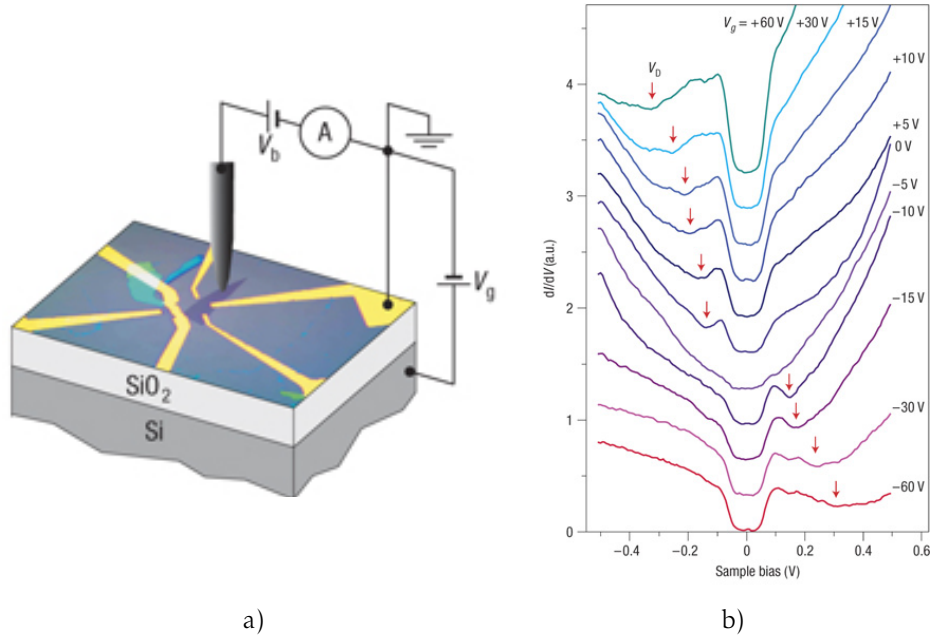 V_b
A
V_g
SiO₂
Si
a)
V_g = +60 V +30 V +15 V
+10 V
+5 V
0 V
−5 V
−10 V
−15 V
−30 V
−60 V
V_D
dI/dV (a.u.)
4
3
2
1
0
−0.4 −0.2 0 0.2 0.4 0.6
Sample bias (V)
b)